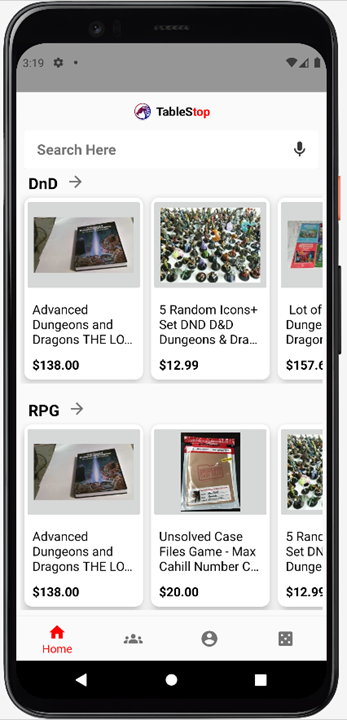 3:19
TableStop
Search Here
DnD
Advanced
Dungeons and
Dragons THE LO...
$138.00
5 Random Icons+
Set DND D&D
Dungeons & Dra...
$12.99
Lot of
Dunge
Dragor
$157.6
RPG
Advanced
Dungeons and
Dragons THE LO...
$138.00
Unsolved Case
Files Game - Max
Cahill Number C...
$20.00
5 Ranc
Set DN
Dunge
$12.99
Home